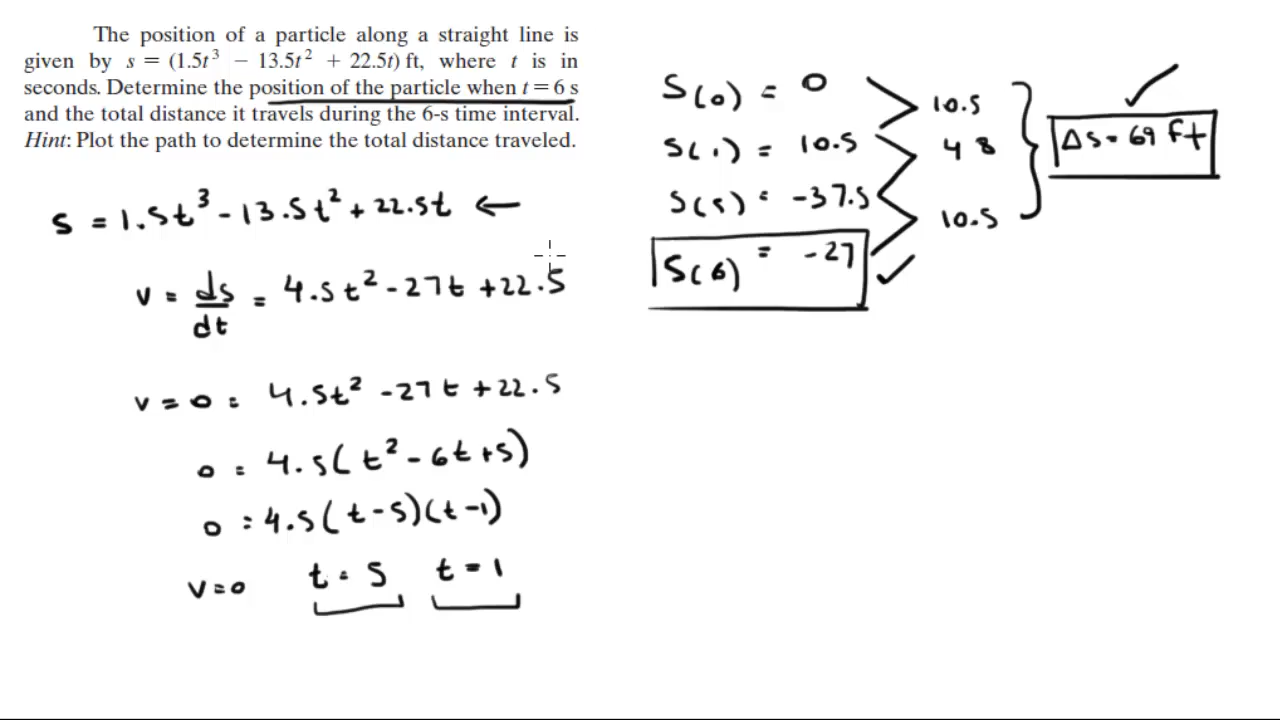 The position of a particle along a straight line is
given by s = (1.5t³ − 13.5t² + 22.5t) ft, where t is in
seconds. Determine the position of the particle when t = 6 s
and the total distance it travels during the 6-s time interval.
Hint: Plot the path to determine the total distance traveled.
s = 1.5t³ - 13.5t² + 22.5t ←
v = ds/dt = 4.5t² - 27t + 22.5
v = 0 = 4.5t² - 27t + 22.5
0 = 4.5(t² - 6t + 5)
0 = 4.5(t - 5)(t - 1)
v = 0 t = 5 t = 1
S(0) = 0
S(1) = 10.5
S(5) = -37.5
S(6) = -27 ✓
10.5
48
10.5
✓
Δs = 69 ft